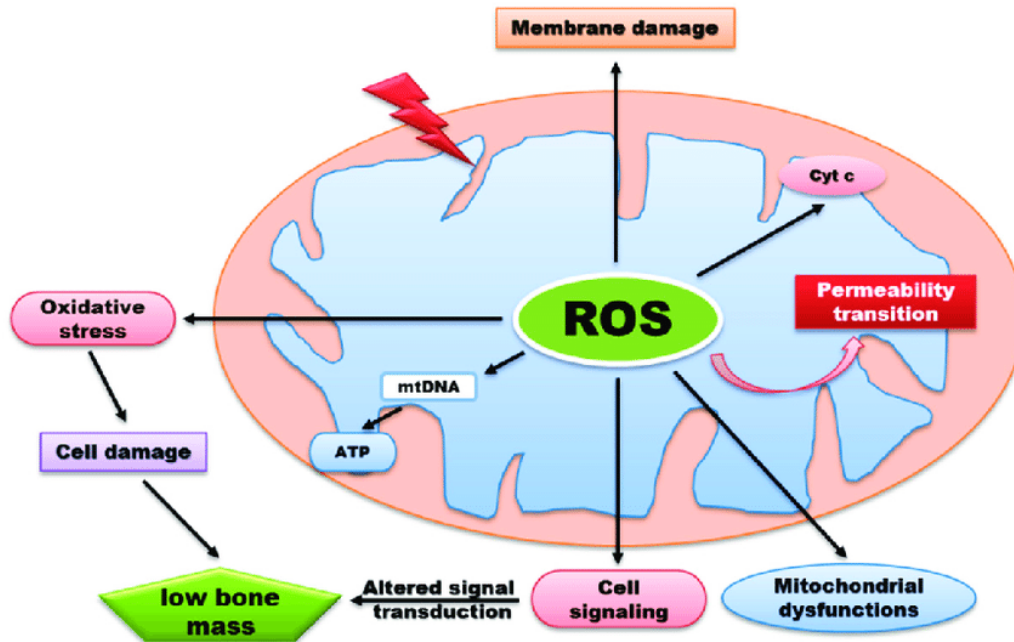 Membrane damage
Cyt c
Permeability
transition
ROS
Oxidative
stress
mtDNA
ATP
Cell damage
low bone
mass
Altered signal
transduction
Cell
signaling
Mitochondrial
dysfunctions